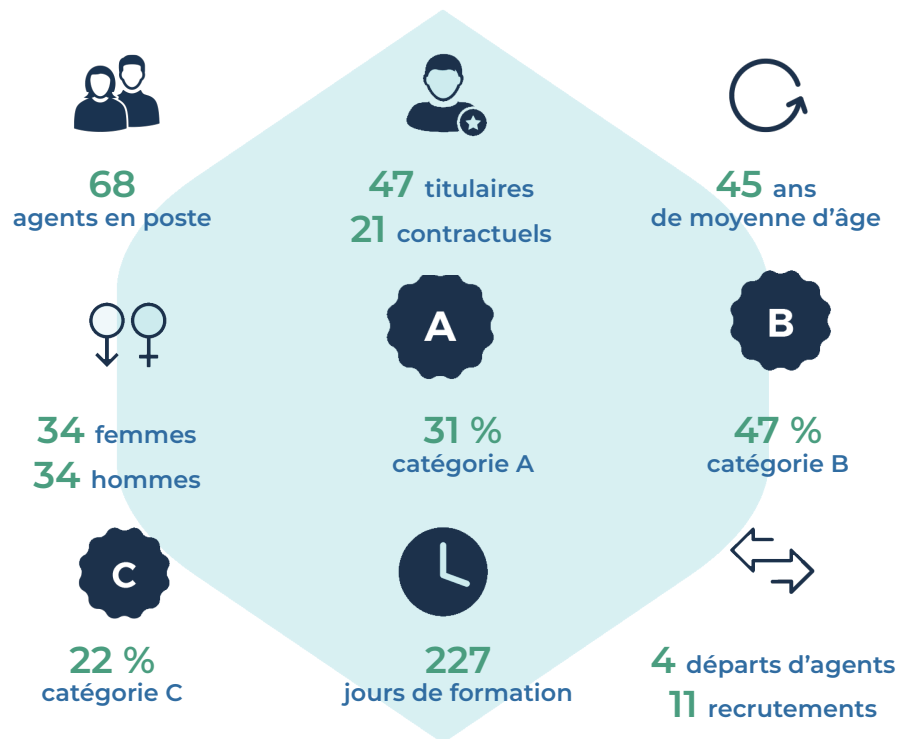 68
agents en poste
47 titulaires
21 contractuels
45 ans
de moyenne d’âge
34 femmes
34 hommes
A
31 %
catégorie A
B
47 %
catégorie B
C
22 %
catégorie C
227
jours de formation
4 départs d’agents
11 recrutements